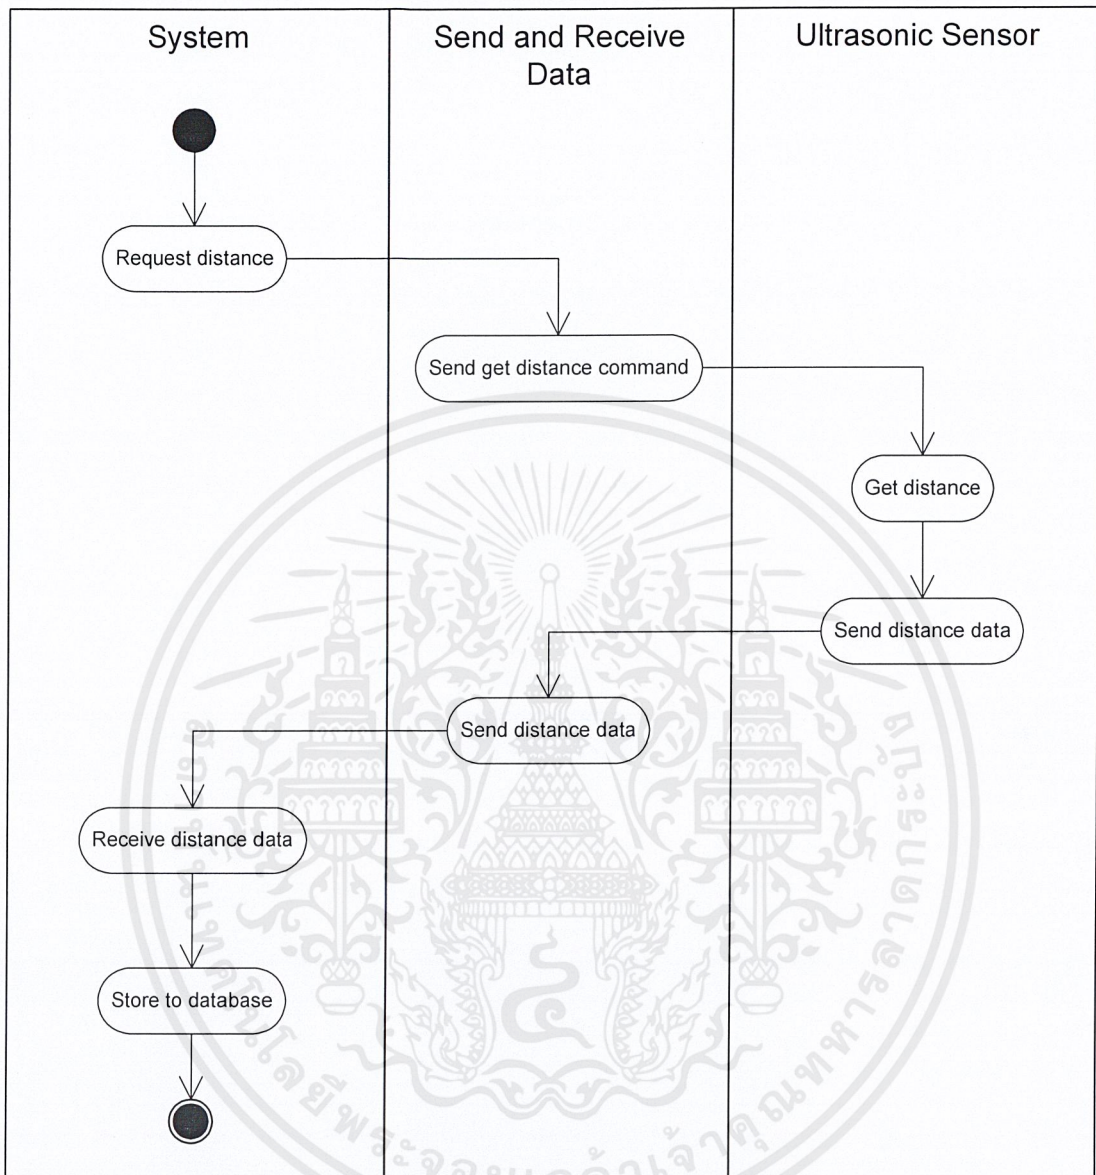 System
Send and Receive
Data
Ultrasonic Sensor
Request distance
Send get distance command
Get distance
Send distance data
Send distance data
Receive distance data
Store to database